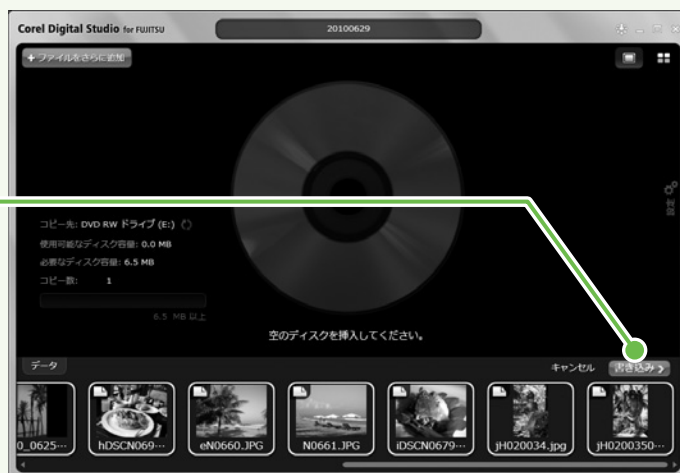 Corel Digital Studio for FUJITSU
20100629
+ファイルをさらに追加
設定
コピー先: DVD RW ドライブ (E:)
使用可能なディスク容量: 0.0 MB
必要なディスク容量: 6.5 MB
コピー数: 1
6.5 MB 以上
空のディスクを挿入してください。
データ
キャンセル 書き込み
0_0625… hDSCN069… eN0660.JPG N0661.JPG iDSCN0679… jH020034.jpg jH0200350…